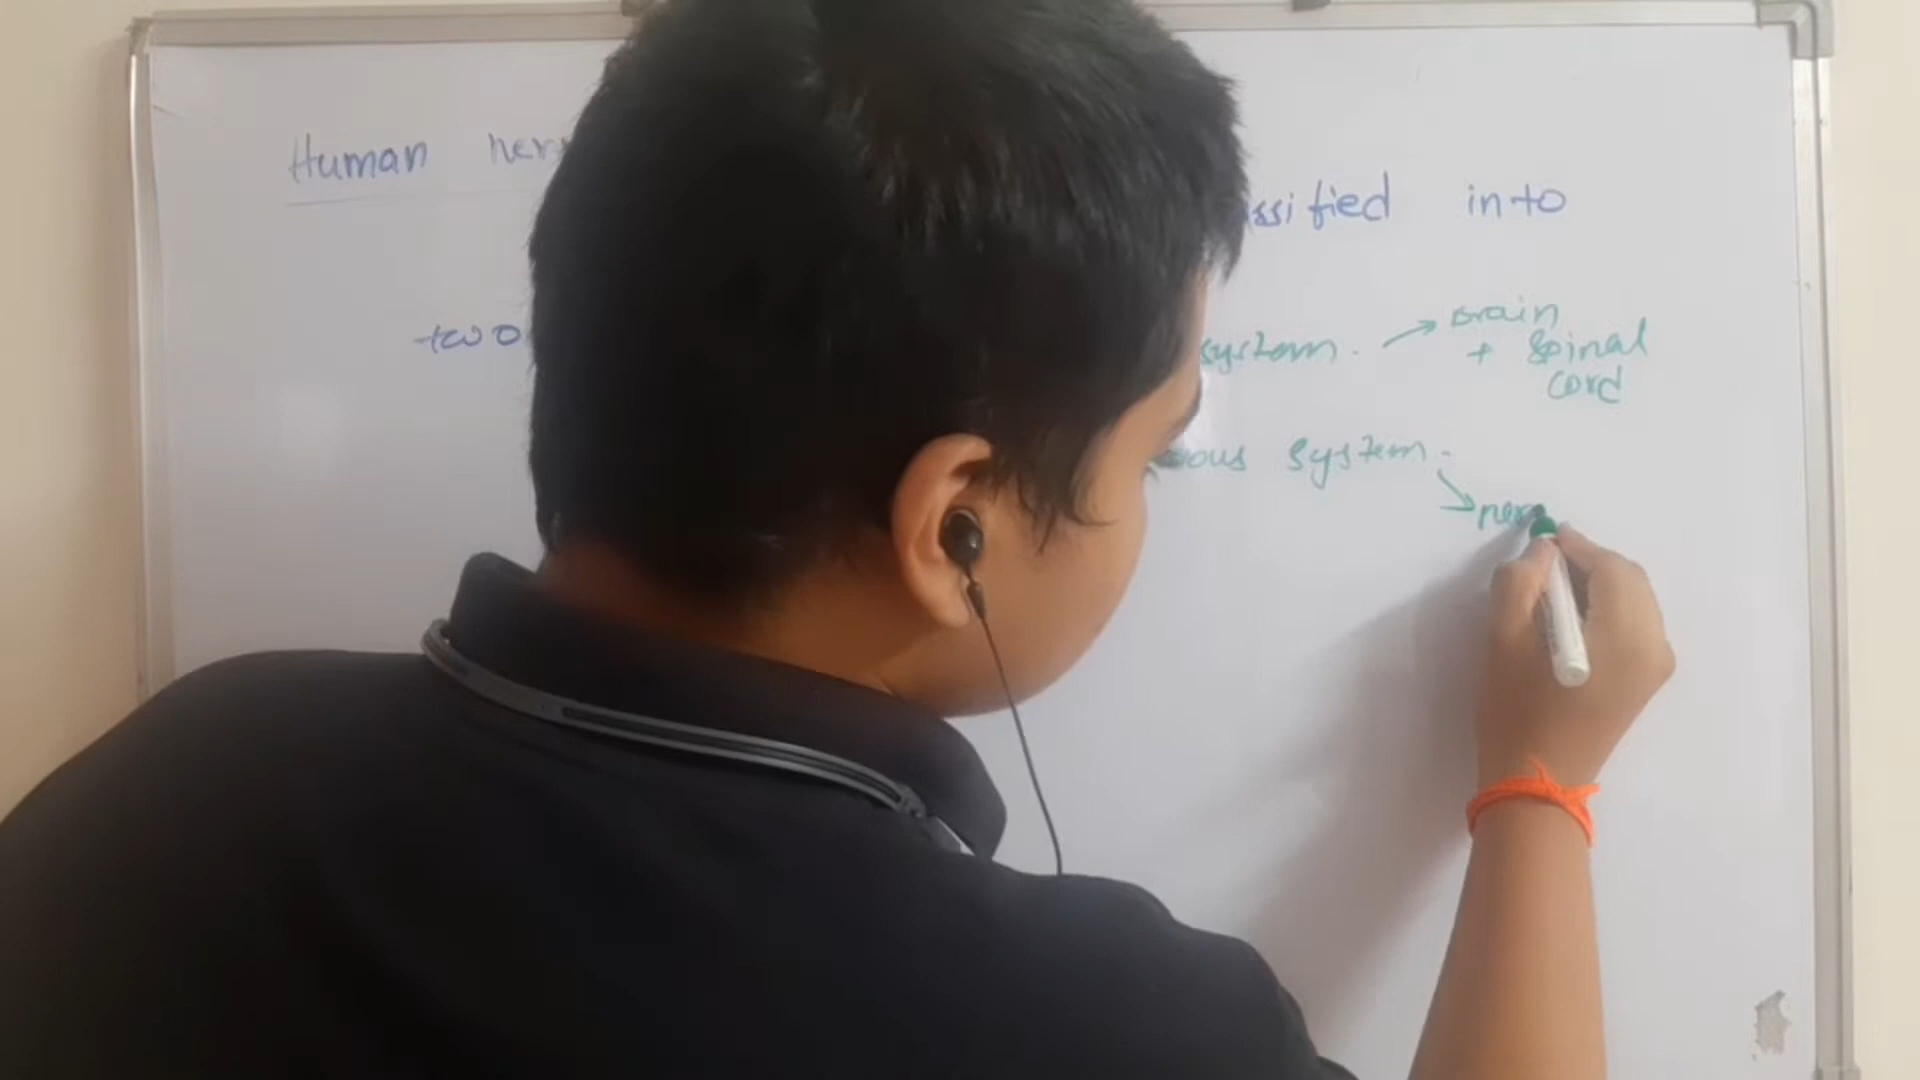 Human ner
ssified into
two
system. → Brain
+ Spinal
cord
ous system.
→ ner